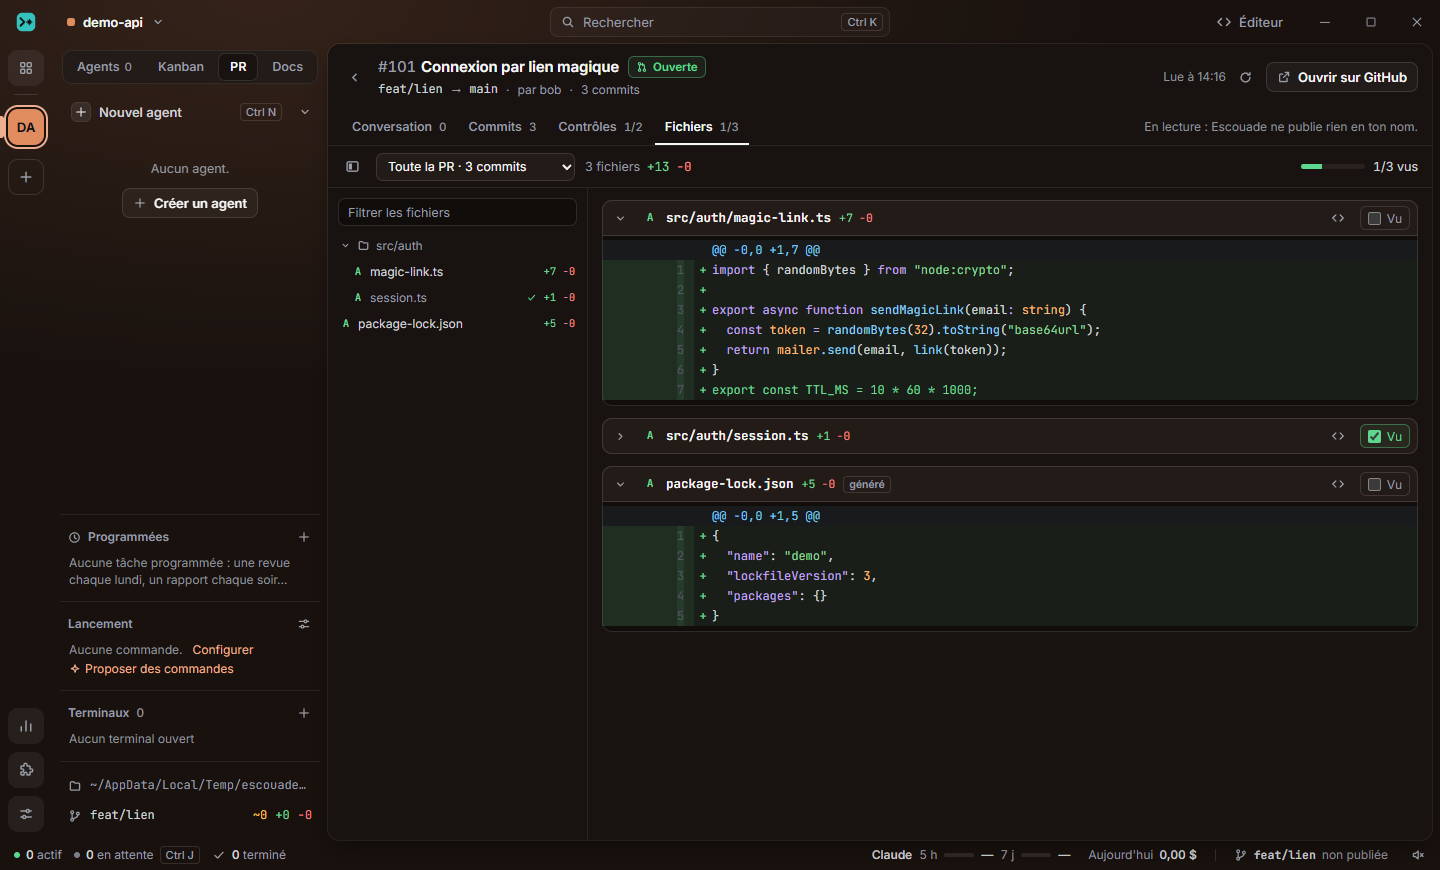 demo-api
Rechercher
Ctrl K
Éditeur
Agents 0
Kanban
PR
Docs
Nouvel agent
Ctrl N
DA
Aucun agent.
Créer un agent
Programmées
Aucune tâche programmée : une revue
chaque lundi, un rapport chaque soir...
Lancement
Aucune commande. Configurer
Proposer des commandes
Terminaux 0
Aucun terminal ouvert
~/AppData/Local/Temp/escouade…
feat/lien ~0 +0 -0
#101 Connexion par lien magique
Ouverte
feat/lien → main · par bob · 3 commits
Lue à 14:16
Ouvrir sur GitHub
Conversation 0
Commits 3
Contrôles 1/2
Fichiers 1/3
En lecture : Escouade ne publie rien en ton nom.
Toute la PR · 3 commits
3 fichiers +13 -0
1/3 vus
Filtrer les fichiers
src/auth
A magic-link.ts +7 -0
A session.ts +1 -0
A package-lock.json +5 -0
A src/auth/magic-link.ts +7 -0
Vu
@@ -0,0 +1,7 @@
1 + import { randomBytes } from "node:crypto";
2 +
3 + export async function sendMagicLink(email: string) {
4 + const token = randomBytes(32).toString("base64url");
5 + return mailer.send(email, link(token));
6 + }
7 + export const TTL_MS = 10 * 60 * 1000;
A src/auth/session.ts +1 -0
Vu
A package-lock.json +5 -0 généré
Vu
@@ -0,0 +1,5 @@
1 + {
2 + "name": "demo",
3 + "lockfileVersion": 3,
4 + "packages": {}
5 + }
0 actif
0 en attente
Ctrl J
0 terminé
Claude 5 h — 7 j —
Aujourd'hui 0,00 $
feat/lien non publiée